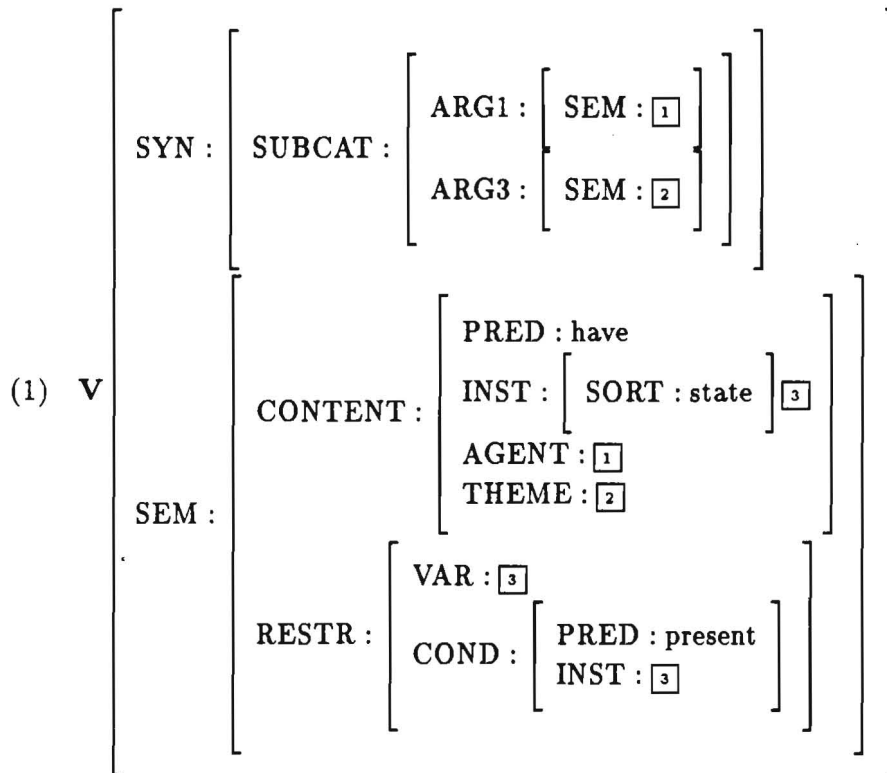 ARG1 : SEM : 1
SYN : SUBCAT :
ARG3 : SEM : 2
PRED : have
INST : SORT : state 3
(1) V
CONTENT :
AGENT : 1
THEME : 2
SEM :
VAR : 3
RESTR :
PRED : present
COND :
INST : 3